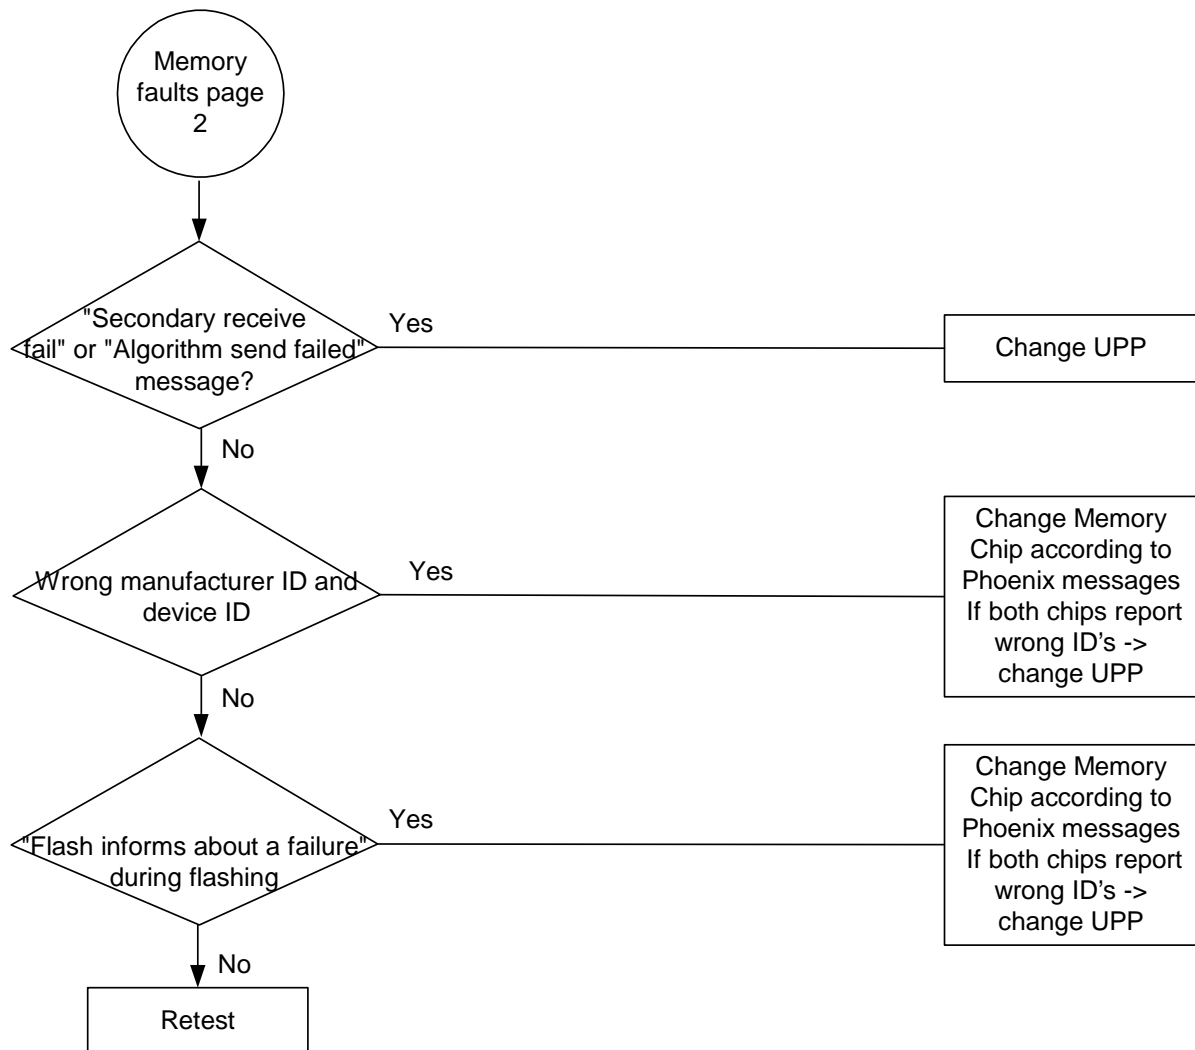 Memory
faults page
2
"Secondary receive
fail" or "Algorithm send failed"
message?
Yes
Change UPP
No
Wrong manufacturer ID and
device ID
Yes
Change Memory
Chip according to
Phoenix messages
If both chips report
wrong ID's ->
change UPP
No
"Flash informs about a failure"
during flashing
Yes
Change Memory
Chip according to
Phoenix messages
If both chips report
wrong ID's ->
change UPP
No
Retest